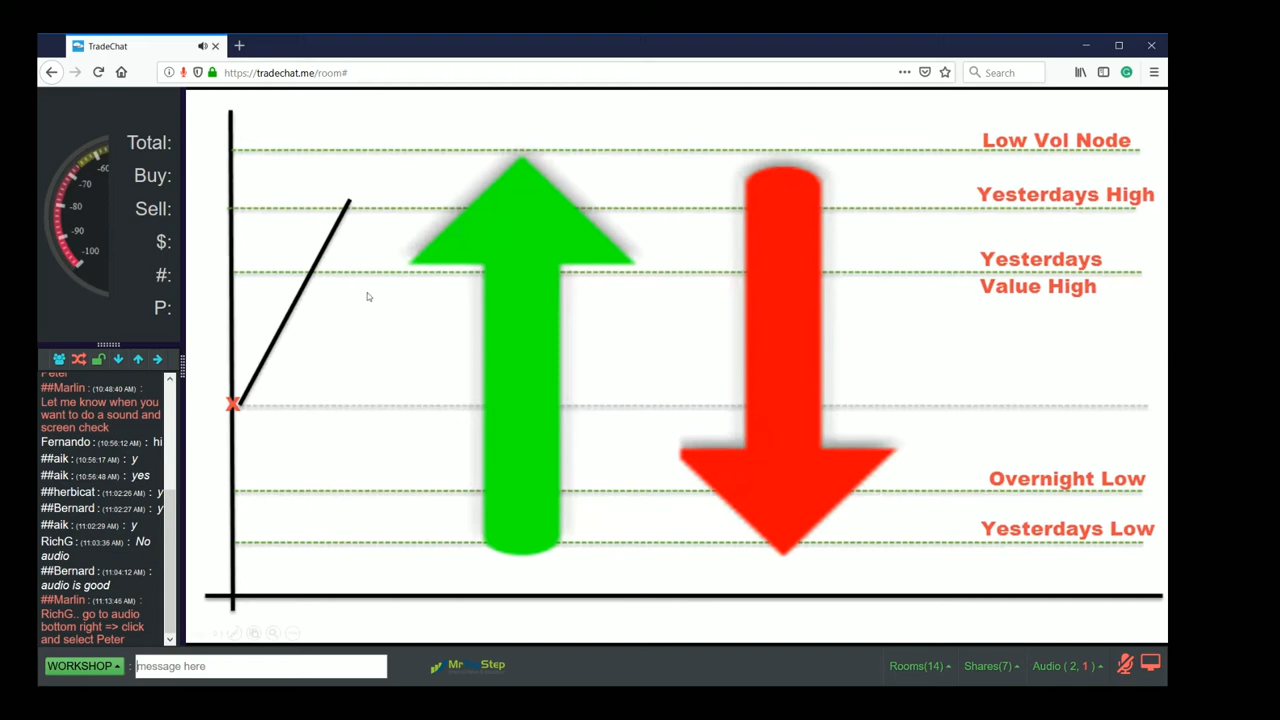 TradeChat
https://tradechat.me/room#
Search
Total:
Buy:
Sell:
$:
#:
P:
-60
-70
-80
-90
-100
Peter
##Marlin: (10:48:40 AM) :
Let me know when you
want to do a sound and
screen check
Fernando: (10:56:12 AM) : hi
##aik: (10:56:17 AM) : y
##aik: (10:56:48 AM) : yes
##herbicat: (11:02:26 AM) : y
##Bernard: (11:02:27 AM) : y
##aik: (11:02:29 AM) : y
RichG: (11:03:36 AM) : No
audio
##Bernard: (11:04:12 AM) :
audio is good
##Marlin: (11:13:46 AM) :
RichG.. go to audio
bottom right => click
and select Peter
Low Vol Node
Yesterdays High
Yesterdays
Value High
X
Overnight Low
Yesterdays Low
WORKSHOP
:
message here
Rooms(14)
Shares(7)
Audio ( 2, 1 )